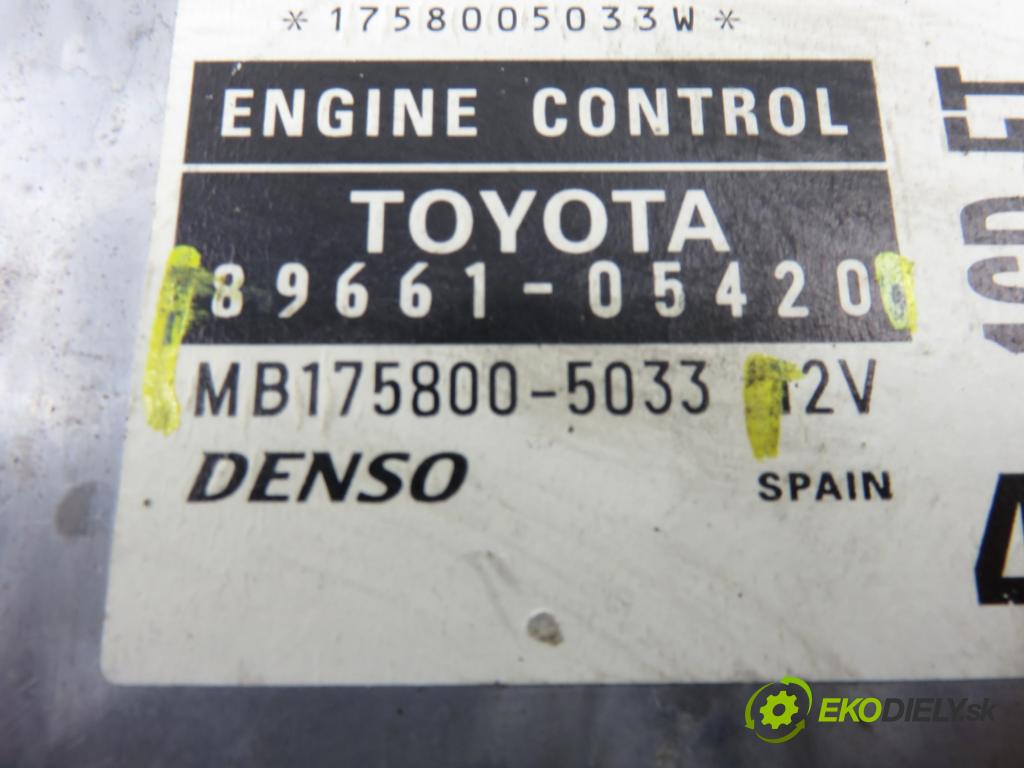 *1758005033W*
ENGINE CONTROL
TOYOTA
89661-05420
MB175800-5033 12V
DENSO SPAIN
EKODIELY.sk